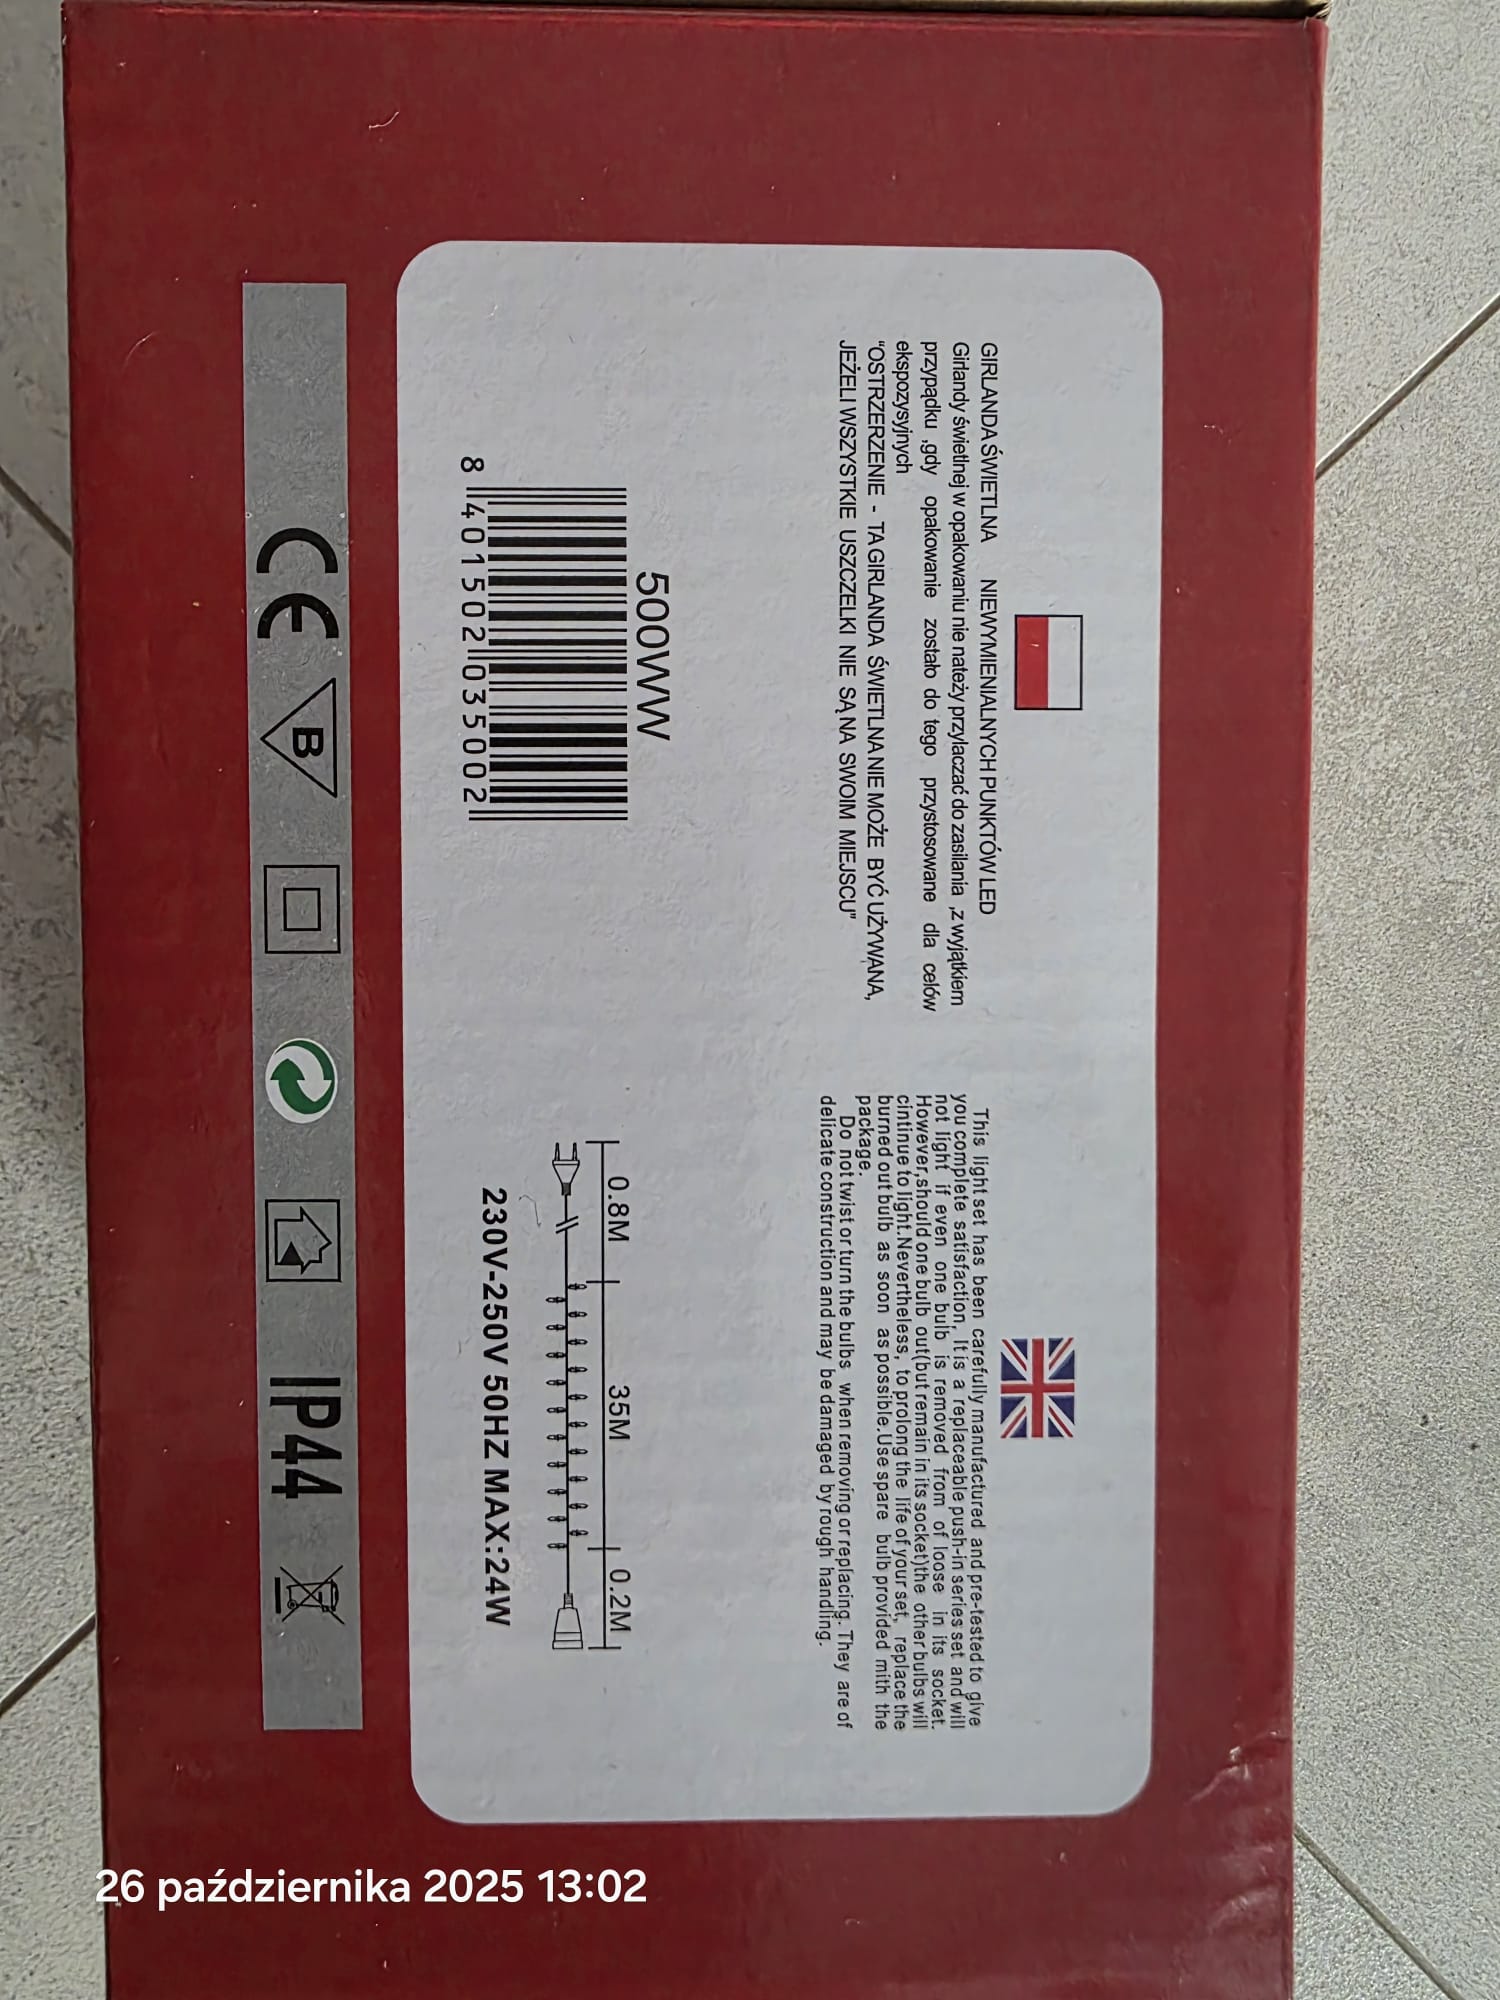 GIRLANDA ŚWIETLNA NIEWYMIENIALNYCH PUNKTÓW LED
Girlandy świetlnej w opakowaniu nie nateży przylaczać do zasilania ,z wyjątkiem
przypądku ,gdy opakowanie zostało do tego przystosowane dla celów
ekspozysyjnych
"OSTRZERZENIE - TA GIRLANDA ŚWIETLNA NIE MOŻE BYĆ UŻYWANA,
JEŻELI WSZYSTKIE USZCZELKI NIE SĄ NA SWOIM MIEJSCU"
This light set has been carefully manufactured and pre-tested to give
you complete satisfaction, It is a replaceable push-in series set and will
not light if even one bulb is removed from of loose in its socket.
However,should one bulb out(but remain in its socket)the other bulbs will
cintinue to light.Nevertheless, to prolong the life of your set, replace the
burned out bulb as soon as possible.Use spare bulb provided mith the
package.
Do not twist or turn the bulbs when removing or replacing. They are of
delicate construction and may be damaged by rough handling.
500WW
8 401502 035002
0.8M 35M 0.2M
230V-250V 50HZ MAX:24W
CE B IP44
26 października 2025 13:02